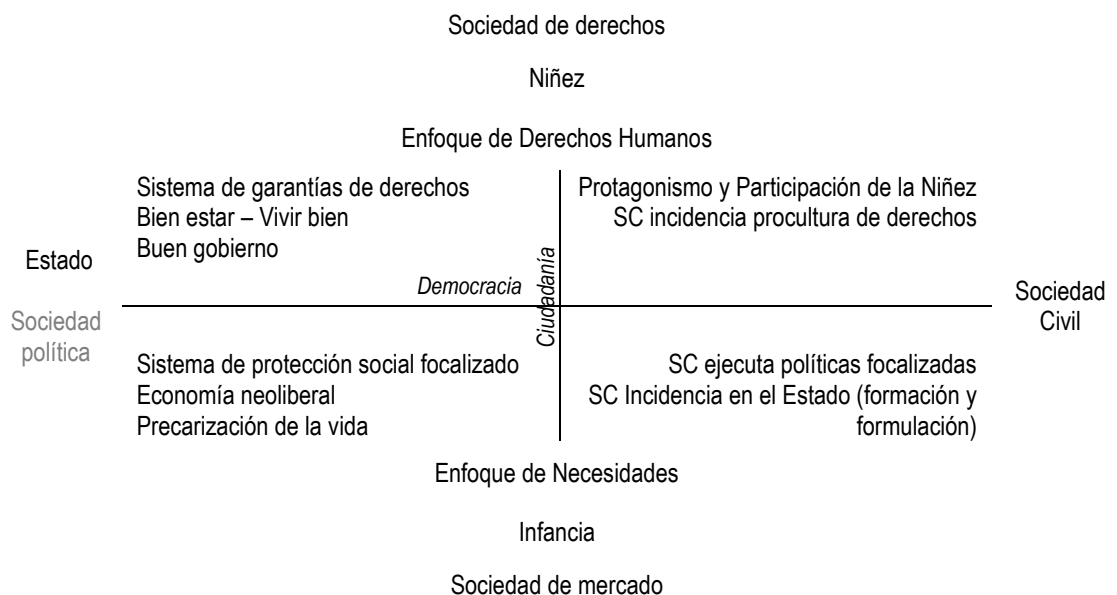 Sociedad de derechos
Niñez
Enfoque de Derechos Humanos
Sistema de garantías de derechos
Bien estar – Vivir bien
Buen gobierno
Protagonismo y Participación de la Niñez
SC incidencia procultura de derechos
Estado
Sociedad
política
Democracia
Ciudadanía
Sociedad
Civil
Sistema de protección social focalizado
Economía neoliberal
Precarización de la vida
SC ejecuta políticas focalizadas
SC Incidencia en el Estado (formación y
formulación)
Enfoque de Necesidades
Infancia
Sociedad de mercado